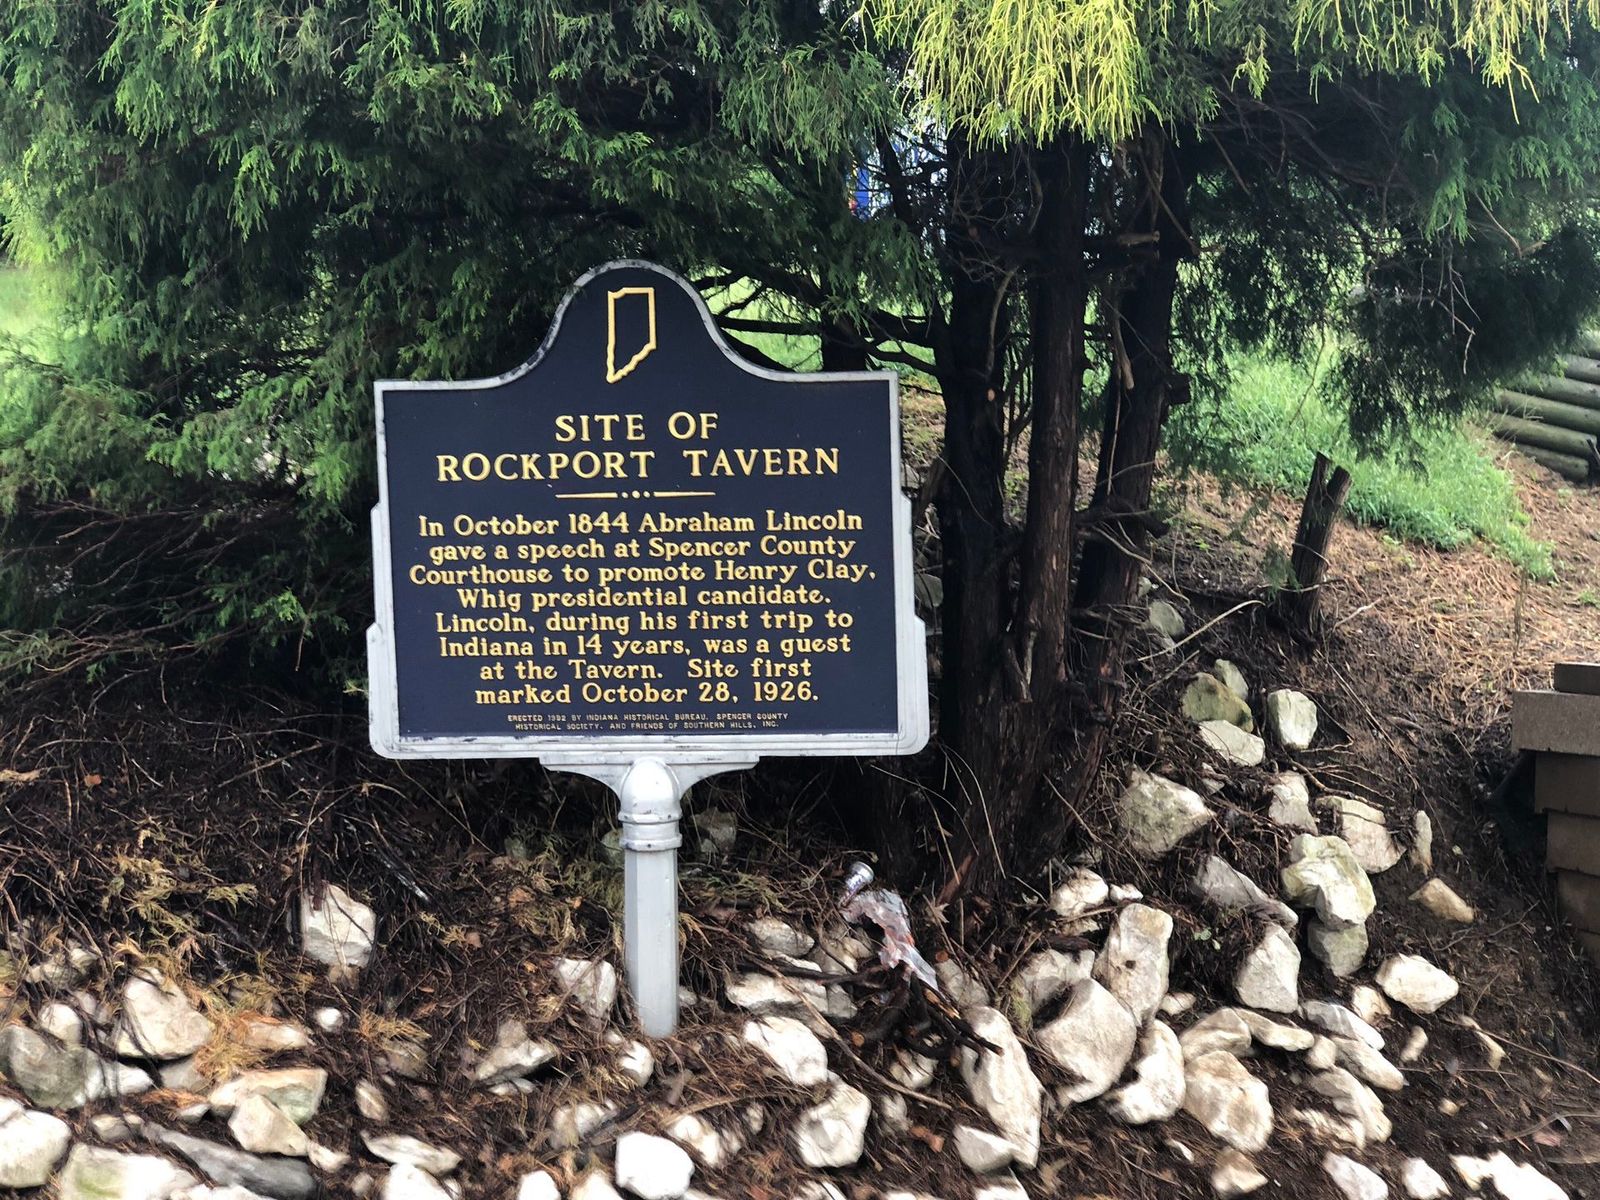 SITE OF
ROCKPORT TAVERN
In October 1844 Abraham Lincoln
gave a speech at Spencer County
Courthouse to promote Henry Clay,
Whig presidential candidate.
Lincoln, during his first trip to
Indiana in 14 years, was a guest
at the Tavern. Site first
marked October 28, 1926.
ERECTED 1992 BY INDIANA HISTORICAL BUREAU, SPENCER COUNTY
HISTORICAL SOCIETY, AND FRIENDS OF SOUTHERN HILLS, INC.